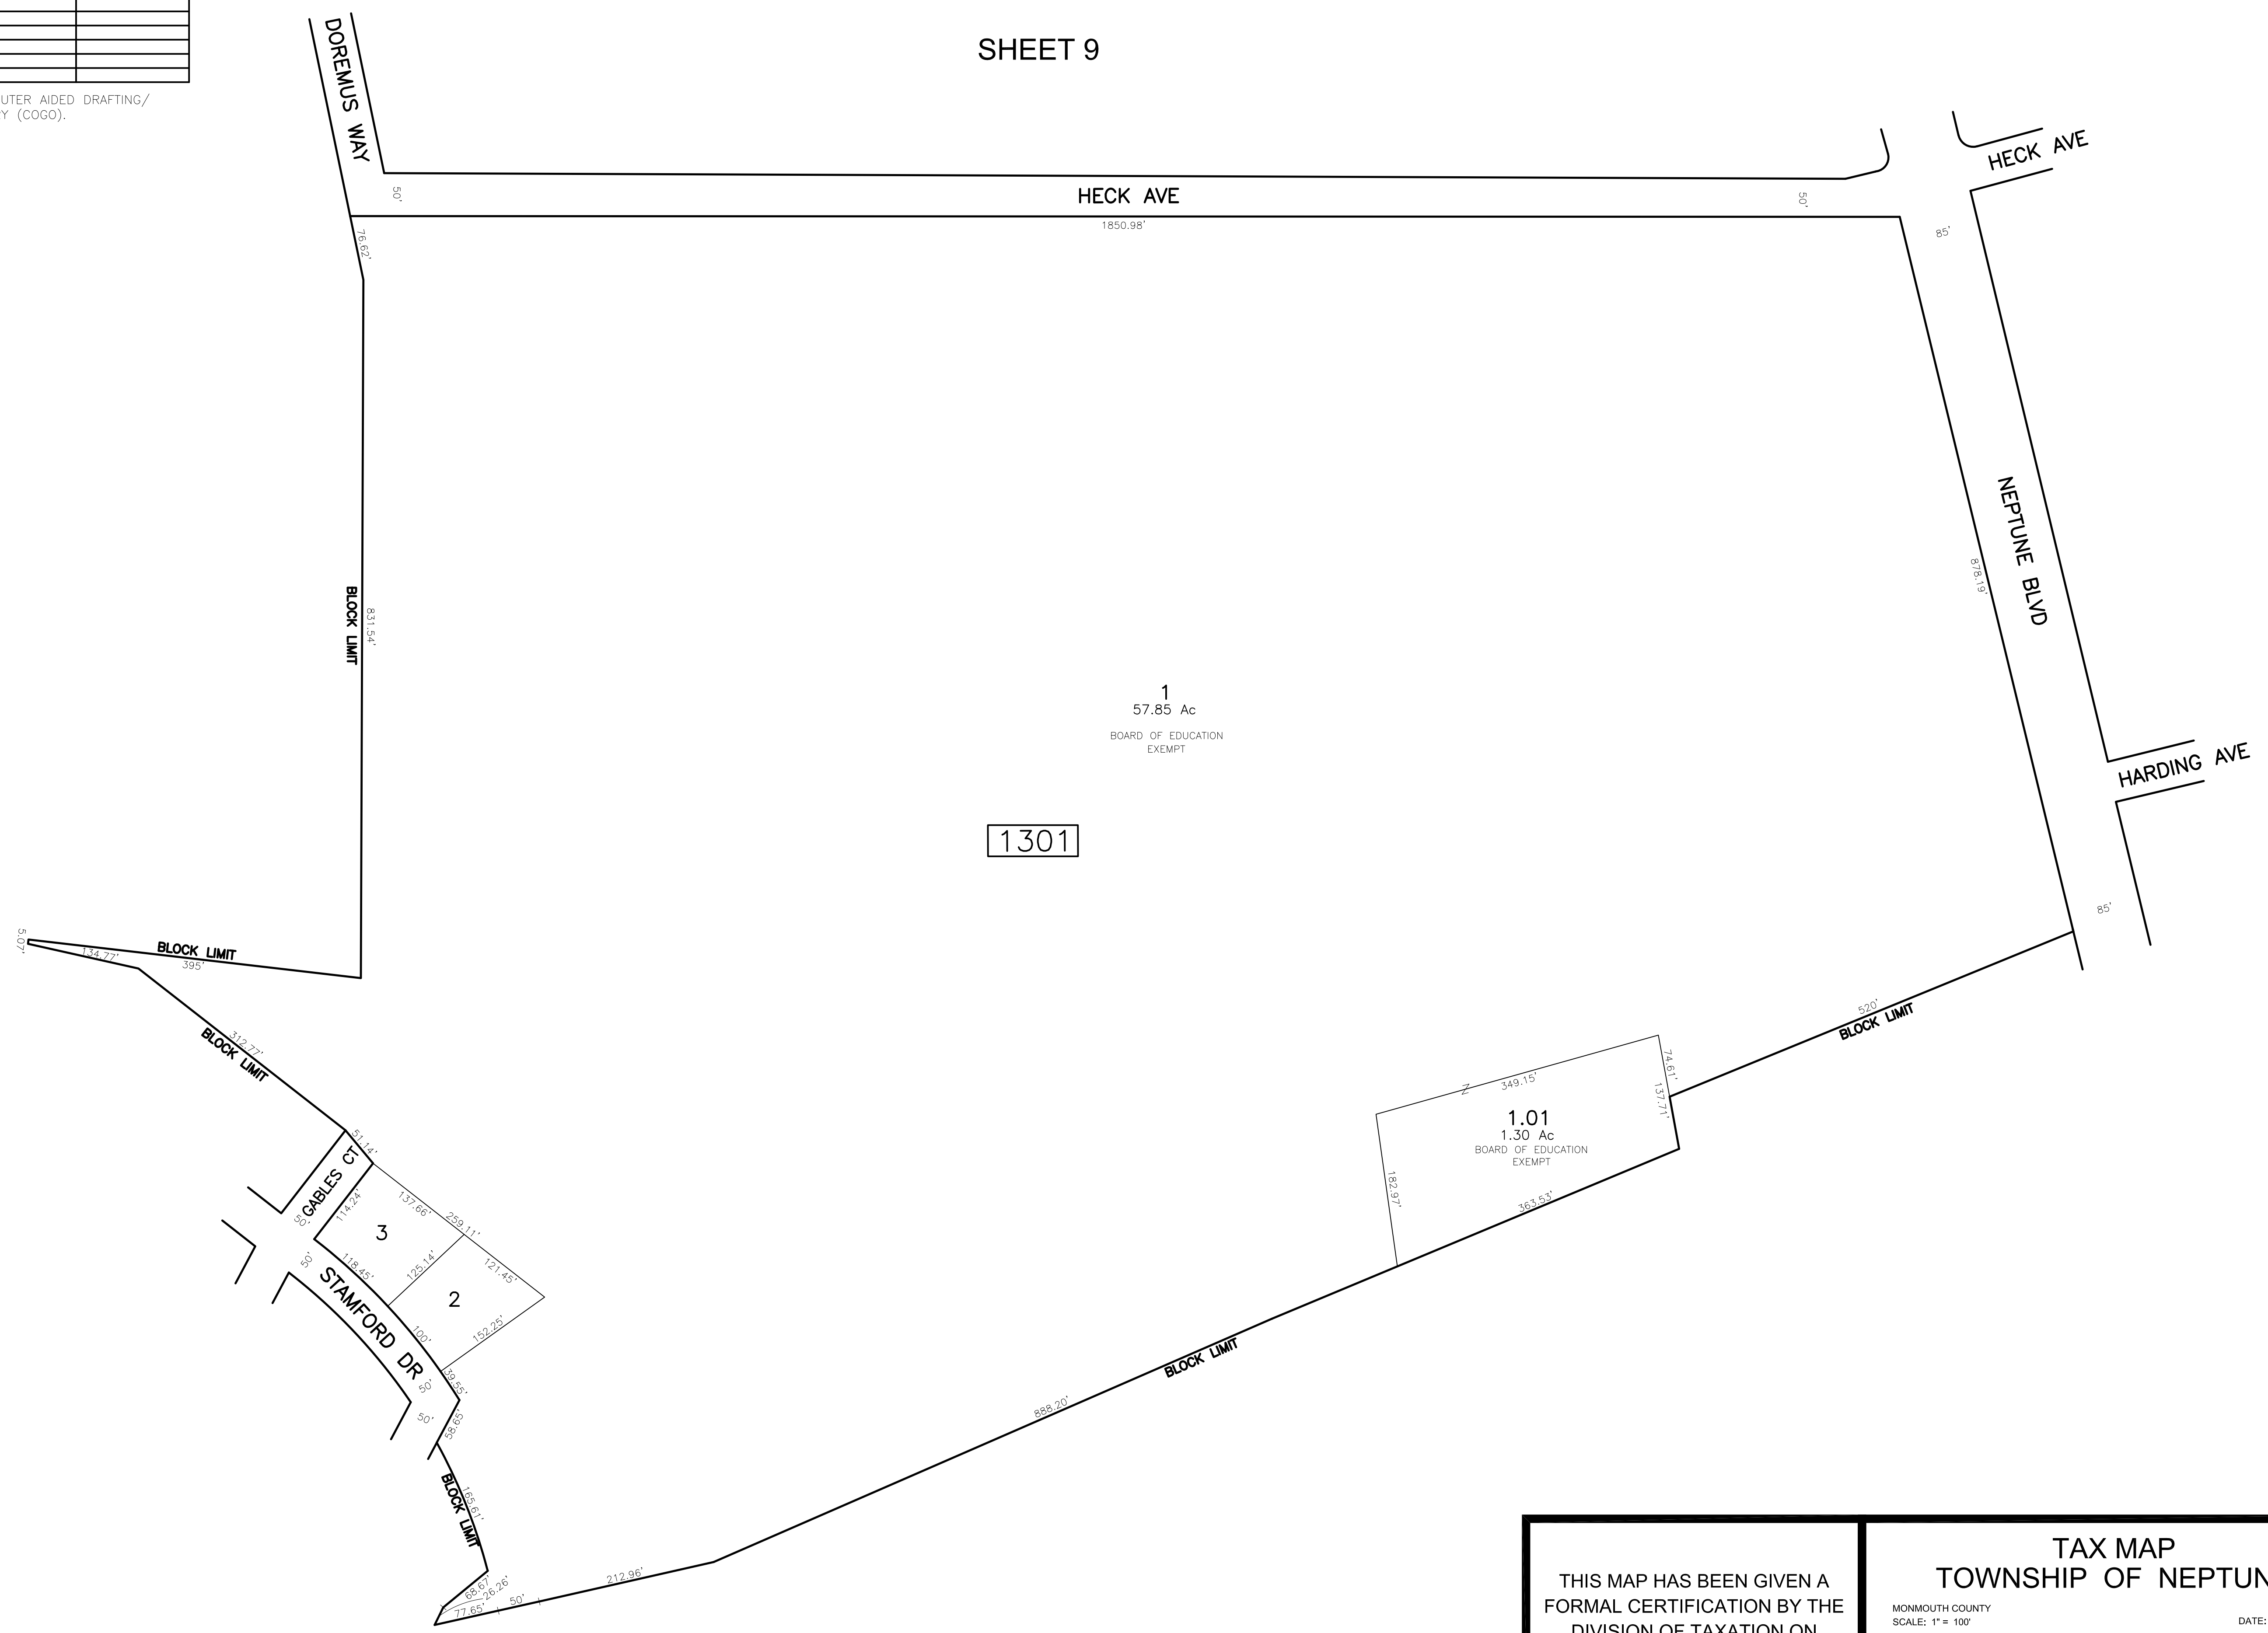 UTER AIDED DRAFTING/
Y (COGO).
SHEET 9
DOREMUS WAY
HECK AVE
HECK AVE
50'
50'
1850.98'
85'
76.62'
BLOCK LIMIT
831.54'
NEPTUNE BLVD
878.19'
HARDING AVE
85'
1
57.85 Ac
BOARD OF EDUCATION
EXEMPT
1301
5.07'
134.77'
BLOCK LIMIT
395'
312.77'
BLOCK LIMIT
520'
BLOCK LIMIT
74.61'
137.71'
Z
349.15'
1.01
1.30 Ac
BOARD OF EDUCATION
EXEMPT
182.97'
363.53'
51.14'
GABLES CT
50'
114.24'
137.66'
259.11'
3
118.45'
125.14'
121.45'
2
50'
STAMFORD DR
100'
152.25'
39.55'
50'
50'
58.65'
BLOCK LIMIT
165.61'
BLOCK LIMIT
888.20'
68.67'
26.26'
77.65'
50'
212.96'
THIS MAP HAS BEEN GIVEN A
FORMAL CERTIFICATION BY THE
DIVISION OF TAXATION ON
TAX MAP
TOWNSHIP OF NEPTUN
MONMOUTH COUNTY
SCALE: 1" = 100'
DATE: